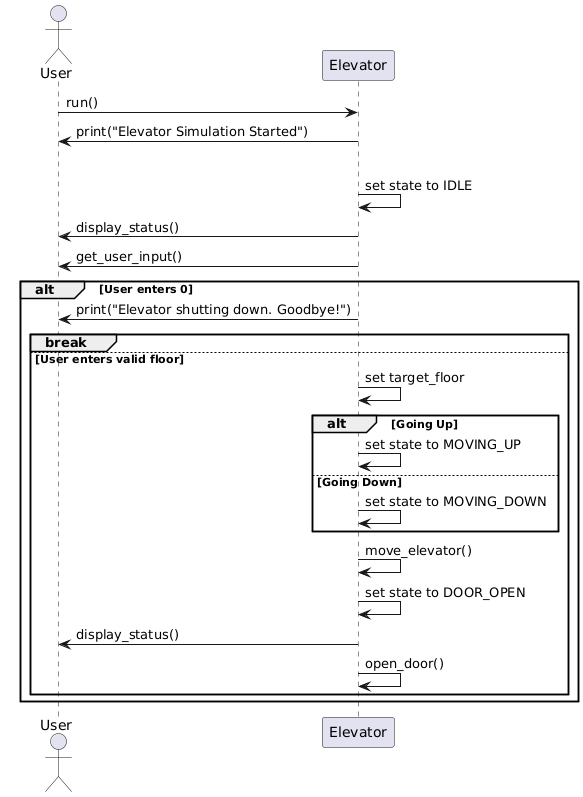 User
Elevator
run()
print("Elevator Simulation Started")
set state to IDLE
display_status()
get_user_input()
alt [User enters 0]
print("Elevator shutting down. Goodbye!")
break
[User enters valid floor]
set target_floor
alt [Going Up]
set state to MOVING_UP
[Going Down]
set state to MOVING_DOWN
move_elevator()
set state to DOOR_OPEN
display_status()
open_door()
User
Elevator